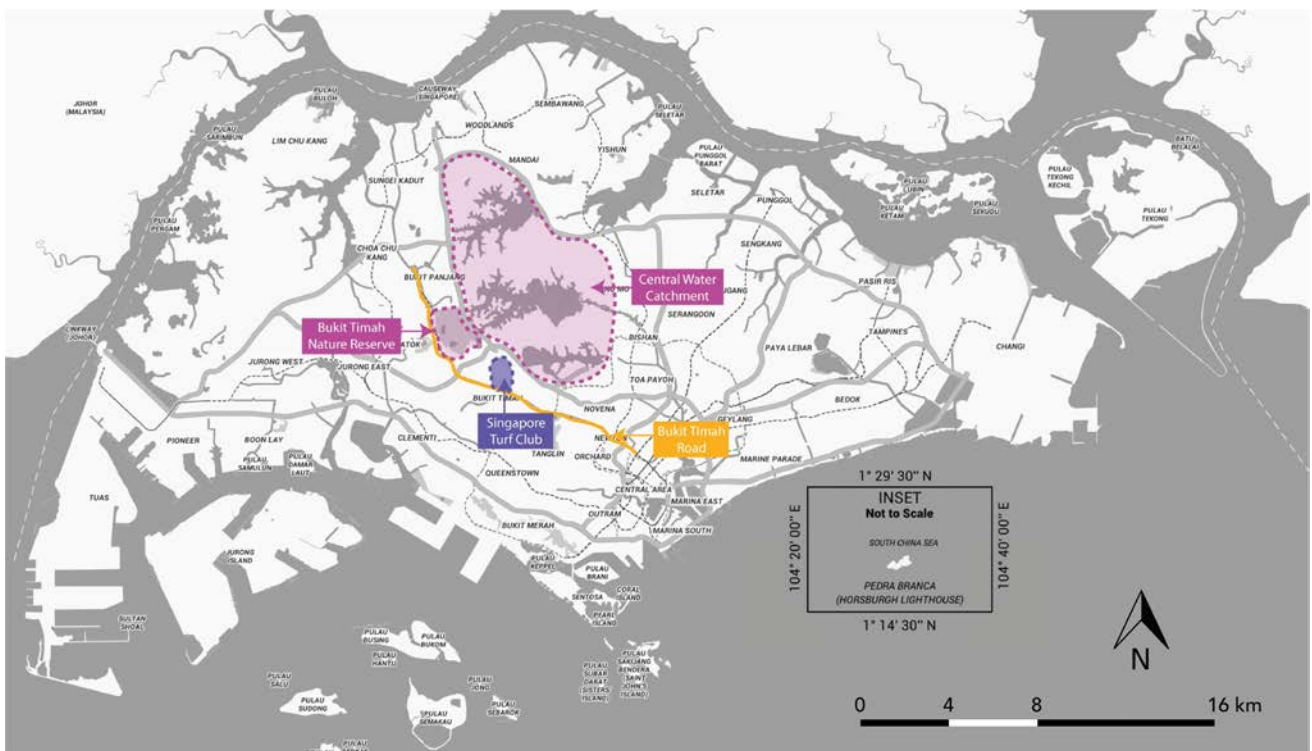 JOHOR
(MALAYSIA)
PULAU
BULOH
CAUSEWAY
(SINGAPORE)
SEMBAWANG
PULAU
SELETAR
WOODLANDS
PULAU
SARIMBUN
LIM CHU KANG
MANDAI
YISHUN
PULAU
PUNGGOL
BARAT
BATU
BELALAI
SUNGEI KADUT
SELETAR
PULAU
UBIN
PULAU
TEKONG
KECHIL
PUNGGOL
PULAU
KETAM
PULAU
SEKUDU
PULAU
PERGAM
PULAU
TEKONG
CHOA CHU
KANG
SENGKANG
BUKIT PANJANG
Central Water
Catchment
NG MO
UGANG
PASIR RIS
SERANGOON
Bukit Timah
Nature Reserve
LINKWAY
(JOHOR)
ATOK
BISHAN
TAMPINES
CHANGI
PAYA LEBAR
JURONG WEST
JURONG EAST
TOA PAYOH
BEDOK
BUKIT TIMAH
NOVENA
GEYLANG
Singapore
Turf Club
Bukit Timah
Road
PIONEER
BOON LAY
CLEMENTI
NEWTON
TANGLIN
ORCHARD
MARINE PARADE
PULAU
SAMULUN
PULAU
DAMAR
LAUT
QUEENSTOWN
TUAS
CENTRAL AREA
MARINA EAST
OUTRAM
MARINA SOUTH
BUKIT MERAH
JURONG
ISLAND
PULAU
KEPPEL
PULAU
BRANI
SENTOSA
CORAL
ISLAND
PEARL
ISLAND
SULTAN
SHOAL
PULAU
BUSING
PULAU
BUKOM
PULAU
HANTU
PULAU
SALU
PULAU
JONG
PULAU
SUBAR
DARAT
(SISTERS
ISLAND)
PULAU
SAKIJANG
BENDERA
(SAINT
JOHN'S
ISLAND)
PULAU
SUDONG
PULAU
SEMAKAU
PULAU
SEBAROK
PULAU
1° 29' 30" N
104° 20' 00" E
INSET
Not to Scale
SOUTH CHINA SEA
PEDRA BRANCA
(HORSBURGH LIGHTHOUSE)
104° 40' 00" E
1° 14' 30" N
N
0 4 8 16 km